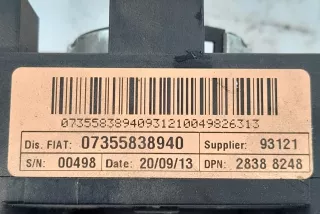 07355838940931210049826313
Dis. FIAT: 07355838940 Supplier: 93121
S/N: 00498 Date: 20/09/13 DPN: 2838 8248